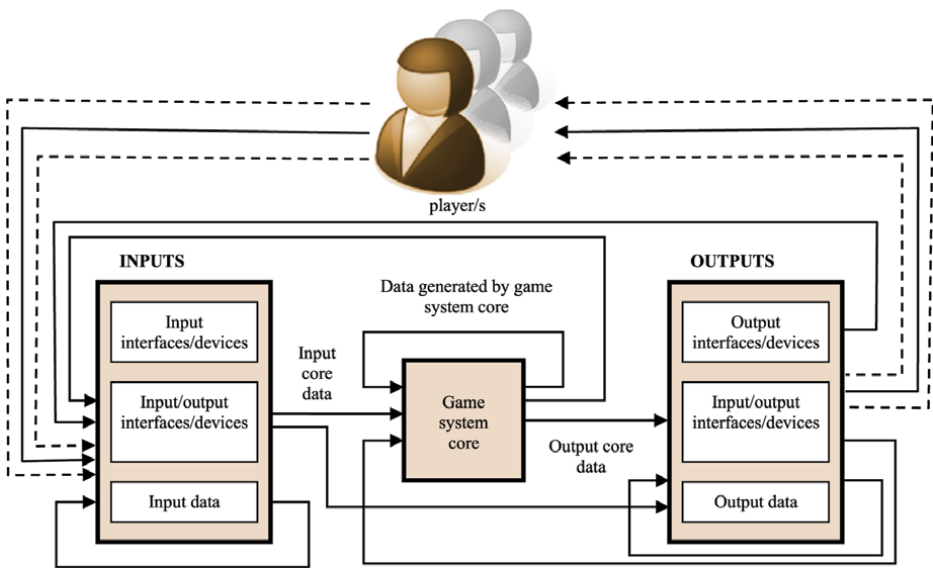 player/s
INPUTS
Input
interfaces/devices
Input/output
interfaces/devices
Input data
Input
core
data
Data generated by game
system core
Game
system
core
Output core
data
OUTPUTS
Output
interfaces/devices
Input/output
interfaces/devices
Output data